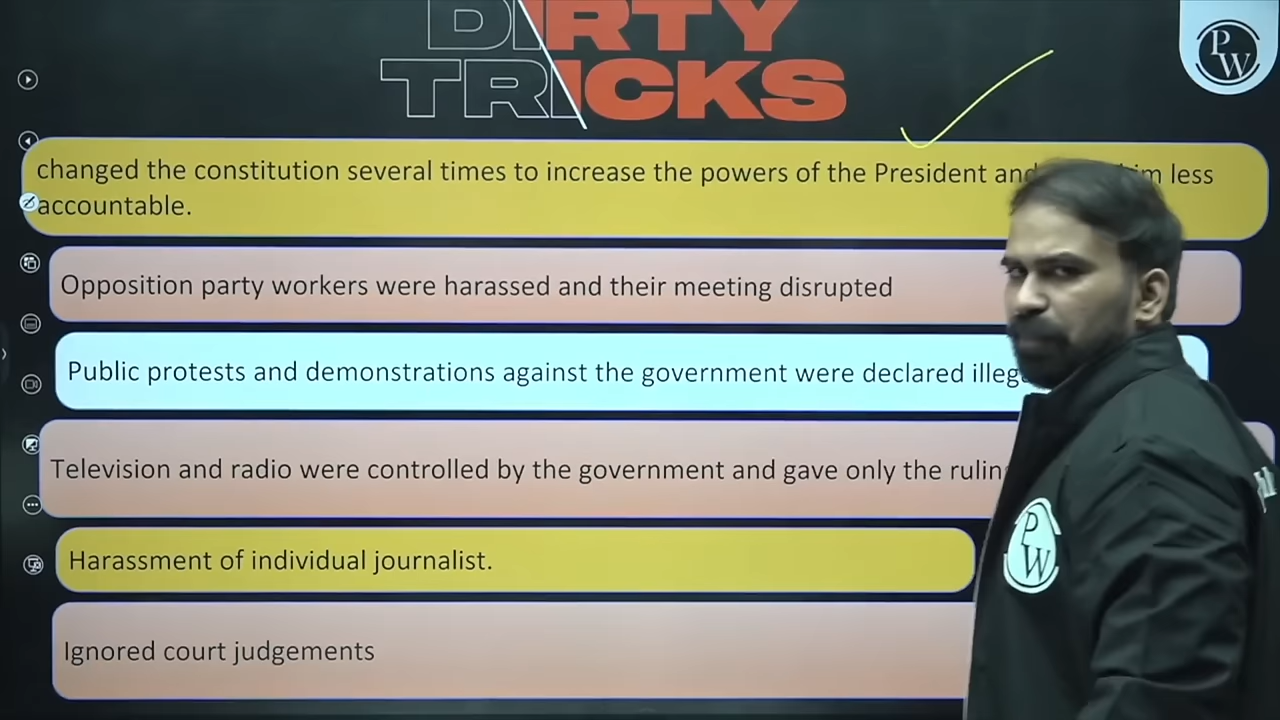 DIRTY
TRICKS
PW
changed the constitution several times to increase the powers of the President and less
accountable.
Opposition party workers were harassed and their meeting disrupted
Public protests and demonstrations against the government were declared
Television and radio were controlled by the government and gave only the
Harassment of individual journalist.
PW
Ignored court judgements